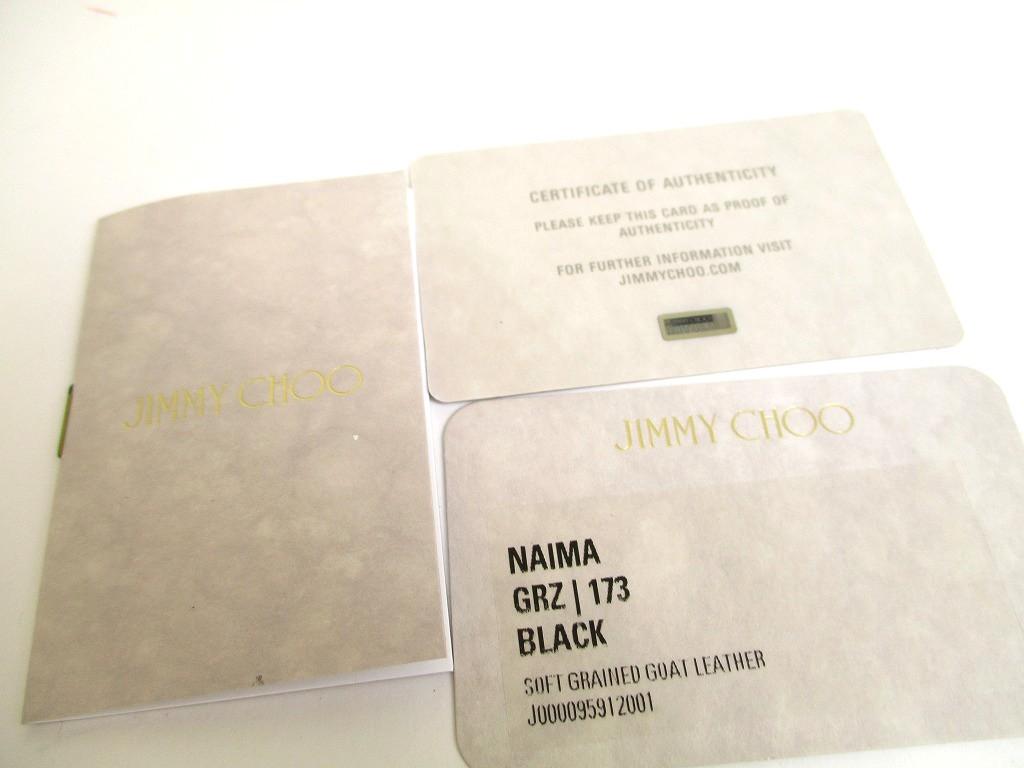 JIMMY CHOO
CERTIFICATE OF AUTHENTICITY
PLEASE KEEP THIS CARD AS PROOF OF
AUTHENTICITY
FOR FURTHER INFORMATION VISIT
JIMMYCHOO.COM
JIMMY CHOO
NAIMA
GRZ | 173
BLACK
SOFT GRAINED GOAT LEATHER
J000095912001